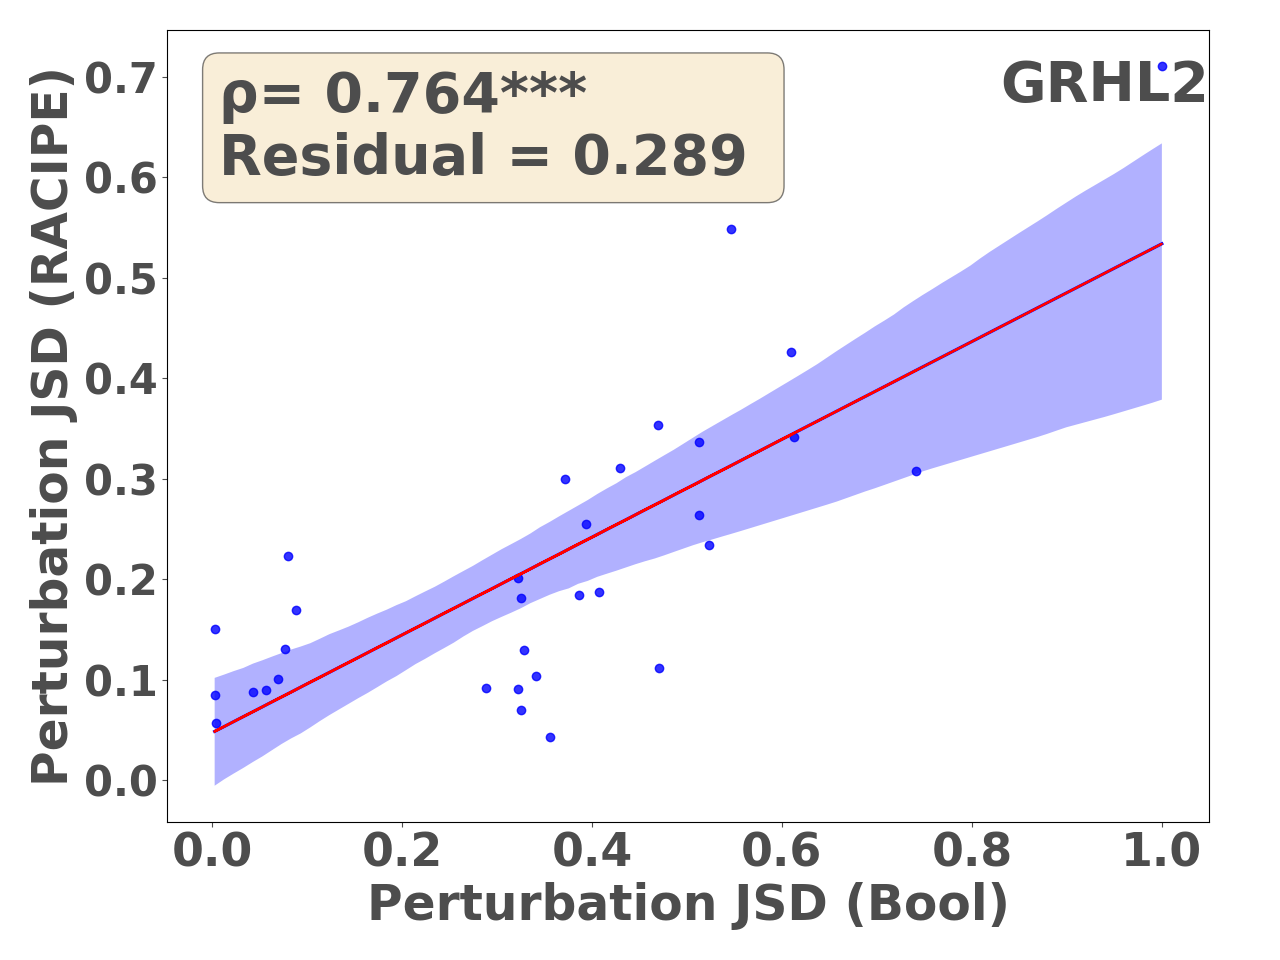 ρ= 0.764***
Residual = 0.289
GRHL2
Perturbation JSD (RACIPE)
0.7
0.6
0.5
0.4
0.3
0.2
0.1
0.0
0.0 0.2 0.4 0.6 0.8 1.0
Perturbation JSD (Bool)